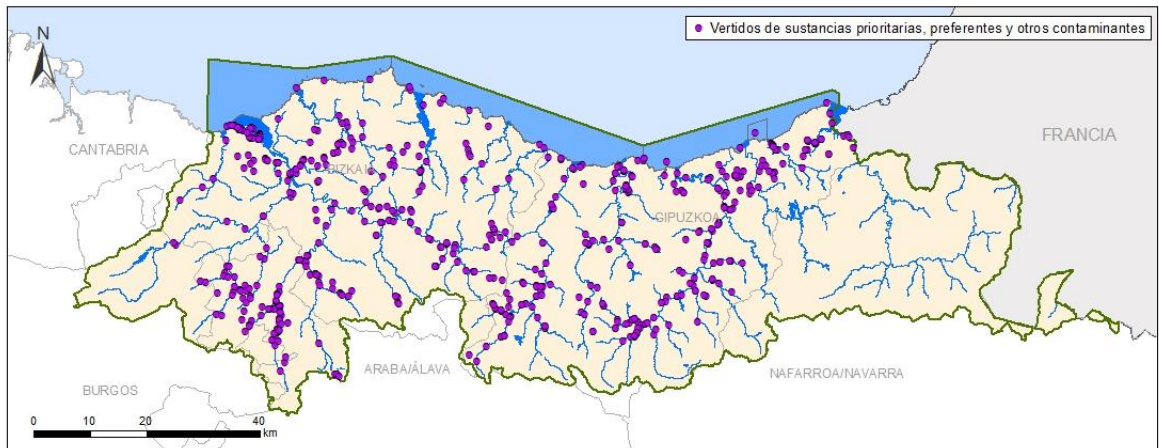 Vertidos de sustancias prioritarias, preferentes y otros contaminantes
N
FRANCIA
CANTABRIA
BIZKAIA
GIPUZKOA
ARABA/ÁLAVA
NAFARROA/NAVARRA
BURGOS
0 10 20 40
km